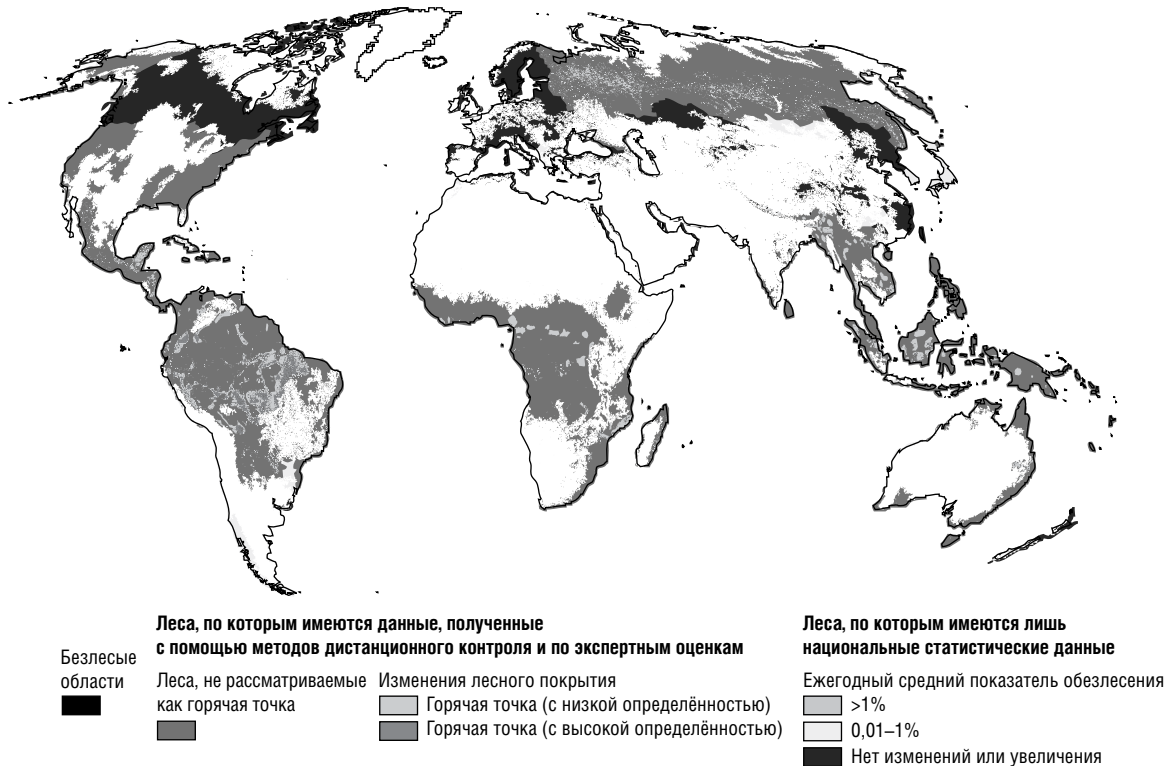 Леса, по которым имеются данные, полученные
с помощью методов дистанционного контроля и по экспертным оценкам
Безлесые
области
Леса, не рассматриваемые
как горячая точка
Изменения лесного покрытия
Горячая точка (с низкой определённостью)
Горячая точка (с высокой определённостью)
Леса, по которым имеются лишь
национальные статистические данные
Ежегодный средний показатель обезлесения
>1%
0,01–1%
Нет изменений или увеличения